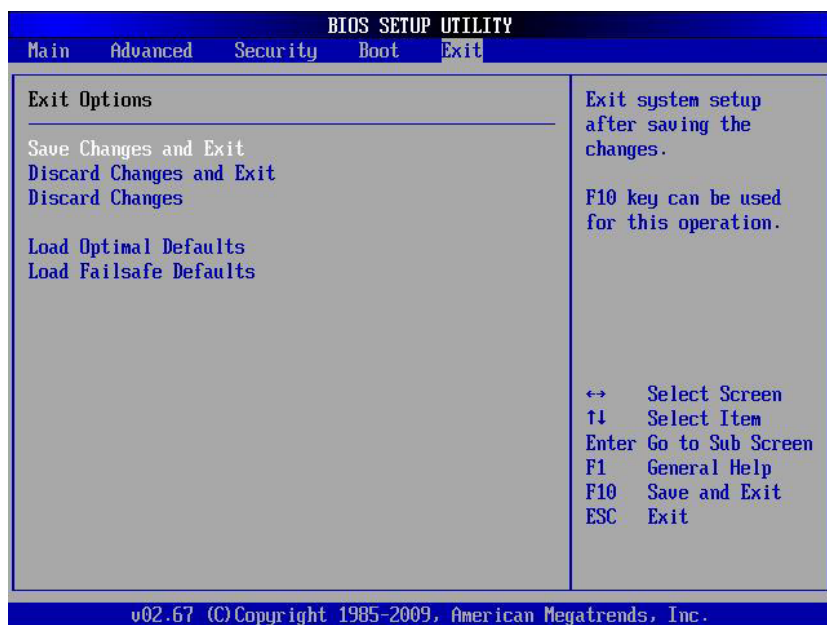 BIOS SETUP UTILITY
Main Advanced Security Boot Exit
Exit Options
Save Changes and Exit
Discard Changes and Exit
Discard Changes
Load Optimal Defaults
Load Failsafe Defaults
Exit system setup
after saving the
changes.
F10 key can be used
for this operation.
↔ Select Screen
↑↓ Select Item
Enter Go to Sub Screen
F1 General Help
F10 Save and Exit
ESC Exit
v02.67 (C)Copyright 1985-2009, American Megatrends, Inc.